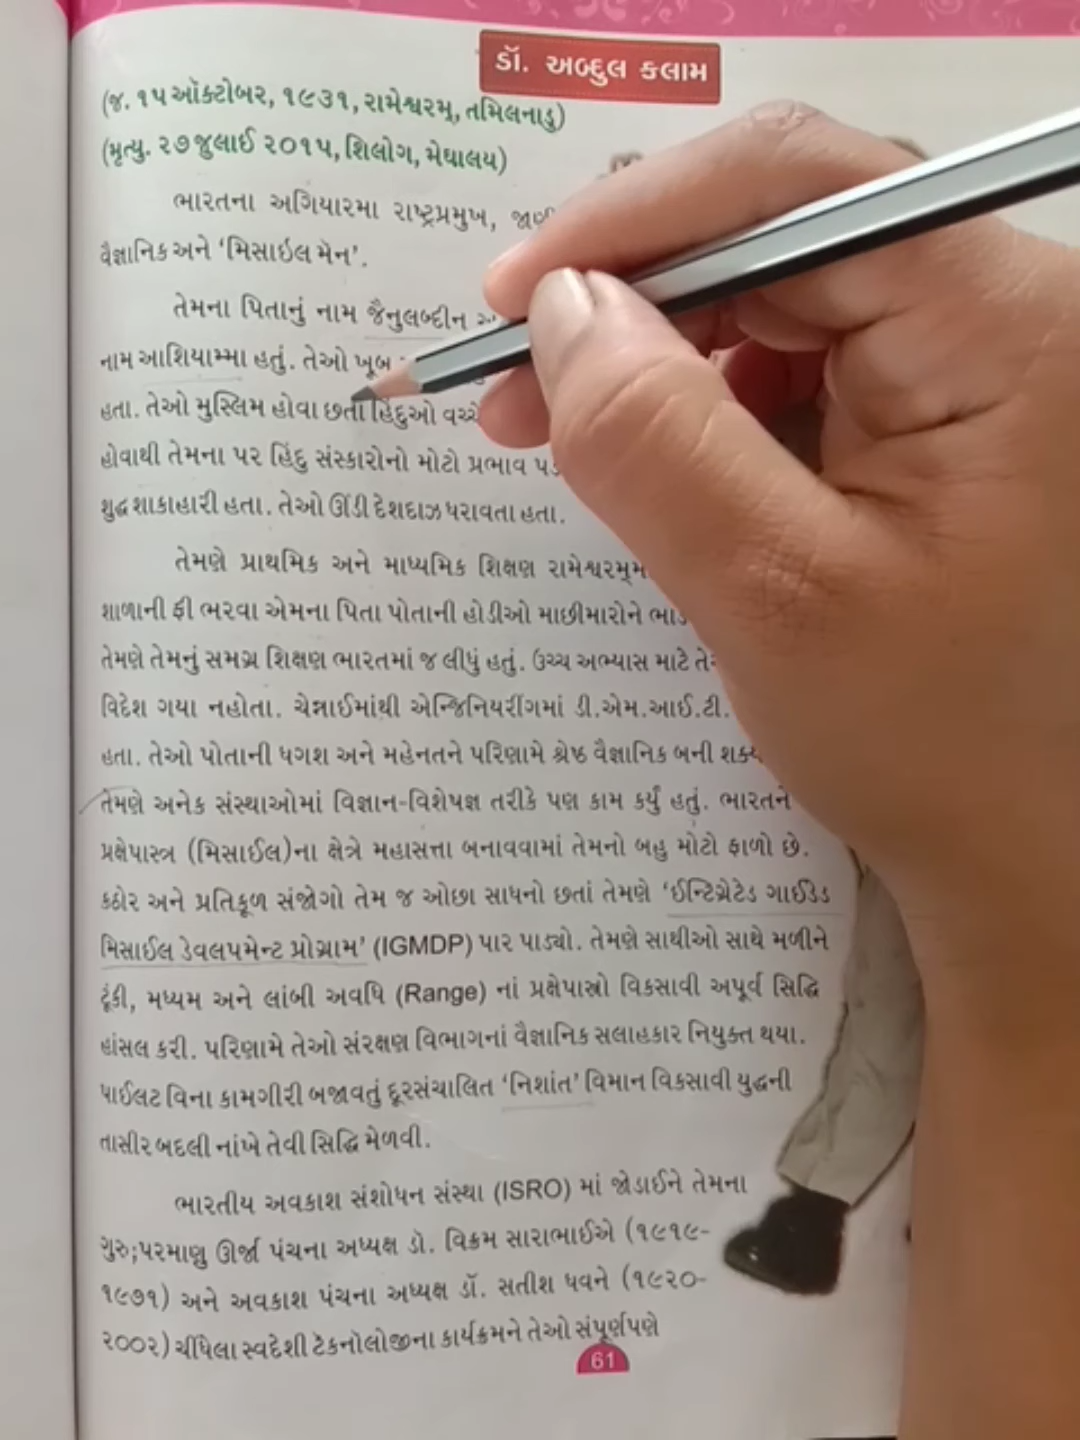 ડૉ. અબ્દુલ કલામ
(જ. ૧૫ ઑક્ટોબર, ૧૯૩૧, રામેશ્વરમ્, તમિલનાડુ)
(મૃત્યુ. ૨૭ જુલાઈ ૨૦૧૫, શિલોગ, મેઘાલય)
ભારતના અગિયારમા રાષ્ટ્રપ્રમુખ,
વૈજ્ઞાનિક અને ‘મિસાઇલ મૅન’.
તેમના પિતાનું નામ જૈનુલબ્દીન
નામ આશિયામ્મા હતું. તેઓ ખૂબ
હતા. તેઓ મુસ્લિમ હોવા છતાં હિંદુઓ વચ્ચે
હોવાથી તેમના પર હિંદુ સંસ્કારોનો મોટો પ્રભાવ
શુદ્ધ શાકાહારી હતા. તેઓ ઊંડી દેશદાઝ ધરાવતા હતા.
તેમણે પ્રાથમિક અને માધ્યમિક શિક્ષણ
શાળાની ફી ભરવા એમના પિતા પોતાની હોડીઓ માછીમારોને
તેમણે તેમનું સમગ્ર શિક્ષણ ભારતમાં જ લીધું હતું. ઉચ્ચ અભ્યાસ માટે
વિદેશ ગયા નહોતા. ચેન્નાઈમાંથી એન્જિનિયરીંગમાં ડી.એમ.આઈ.ટી.
હતા. તેઓ પોતાની ધગશ અને મહેનતને પરિણામે શ્રેષ્ઠ વૈજ્ઞાનિક બની
તેમણે અનેક સંસ્થાઓમાં વિજ્ઞાન-વિશેષજ્ઞ તરીકે પણ કામ કર્યું હતું. ભારતને
પ્રક્ષેપાસ્ત્ર (મિસાઈલ)ના ક્ષેત્રે મહાસત્તા બનાવવામાં તેમનો બહુ મોટો ફાળો છે.
કઠોર અને પ્રતિકૂળ સંજોગો તેમ જ ઓછા સાધનો છતાં તેમણે ‘ઈન્ટિગ્રેટેડ ગાઈડેડ
મિસાઈલ ડેવલપમેન્ટ પ્રોગ્રામ’ (IGMDP) પાર પાડ્યો. તેમણે સાથીઓ સાથે મળીને
ટૂંકી, મધ્યમ અને લાંબી અવધિ (Range) નાં પ્રક્ષેપાસ્ત્રો વિકસાવી અપૂર્વ સિદ્ધિ
હાંસલ કરી. પરિણામે તેઓ સંરક્ષણ વિભાગનાં વૈજ્ઞાનિક સલાહકાર નિયુક્ત થયા.
પાઈલટ વિના કામગીરી બજાવતું દૂરસંચાલિત ‘નિશાંત’ વિમાન વિકસાવી યુદ્ધની
તાસીર બદલી નાંખે તેવી સિદ્ધિ મેળવી.
ભારતીય અવકાશ સંશોધન સંસ્થા (ISRO) માં જોડાઈને તેમના
ગુરુ;પરમાણુ ઊર્જા પંચના અધ્યક્ષ ડૉ. વિક્રમ સારાભાઈએ (૧૯૧૯-
૧૯૭૧) અને અવકાશ પંચના અધ્યક્ષ ડૉ. સતીશ ધવને (૧૯૨૦-
૨૦૦૨) ચીંધેલા સ્વદેશી ટૅકનૉલૉજીના કાર્યક્રમને તેઓ સંપૂર્ણપણે
61